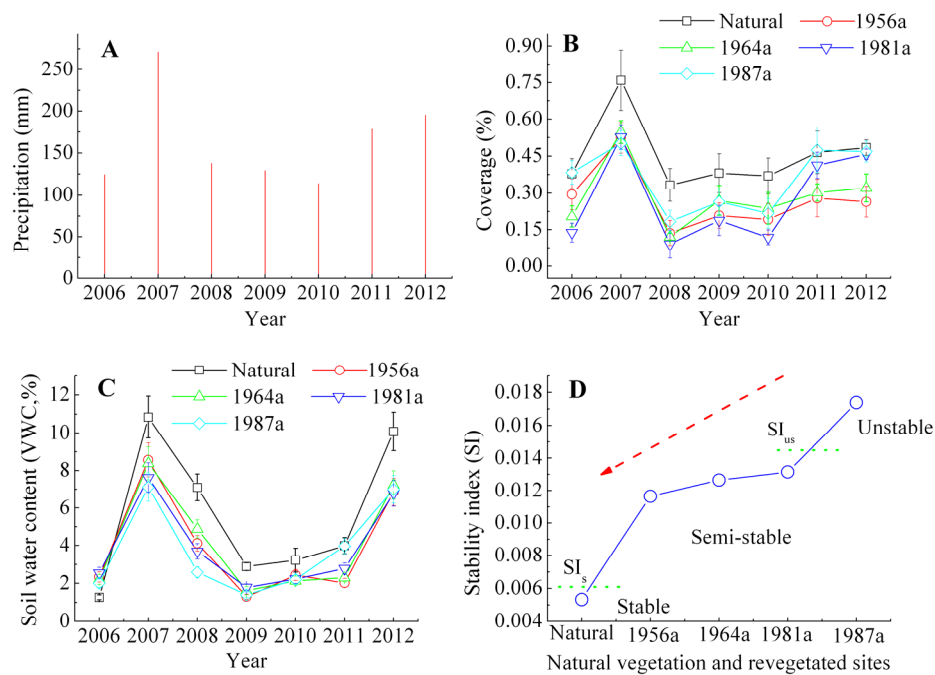 A
Precipitation (mm)
250
200
150
100
50
0
2006 2007 2008 2009 2010 2011 2012
Year
B
Natural 1956a
1964a 1981a
1987a
Coverage (%)
0.90
0.75
0.60
0.45
0.30
0.15
0.00
2006 2007 2008 2009 2010 2011 2012
Year
C
Natural 1956a
1964a 1981a
1987a
Soil water content (VWC,%)
12
10
8
6
4
2
0
2006 2007 2008 2009 2010 2011 2012
Year
D
Stability index (SI)
0.018
0.016
0.014
0.012
0.010
0.008
0.006
0.004
SIus
Unstable
Semi-stable
SIs
Stable
Natural 1956a 1964a 1981a 1987a
Natural vegetation and revegetated sites